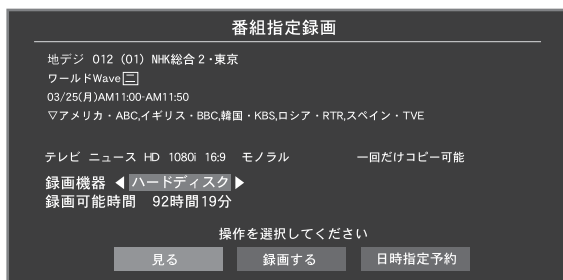 番組指定録画
地デジ 012 (01) NHK総合2・東京
ワールドWave二
03/25(月)AM11:00-AM11:50
▽アメリカ・ABC,イギリス・BBC,韓国・KBS,ロシア・RTR,スペイン・TVE
テレビ ニュース HD 1080i 16:9 モノラル 一回だけコピー可能
録画機器 ◀ ハードディスク ▶
録画可能時間 92時間19分
操作を選択してください
見る 録画する 日時指定予約